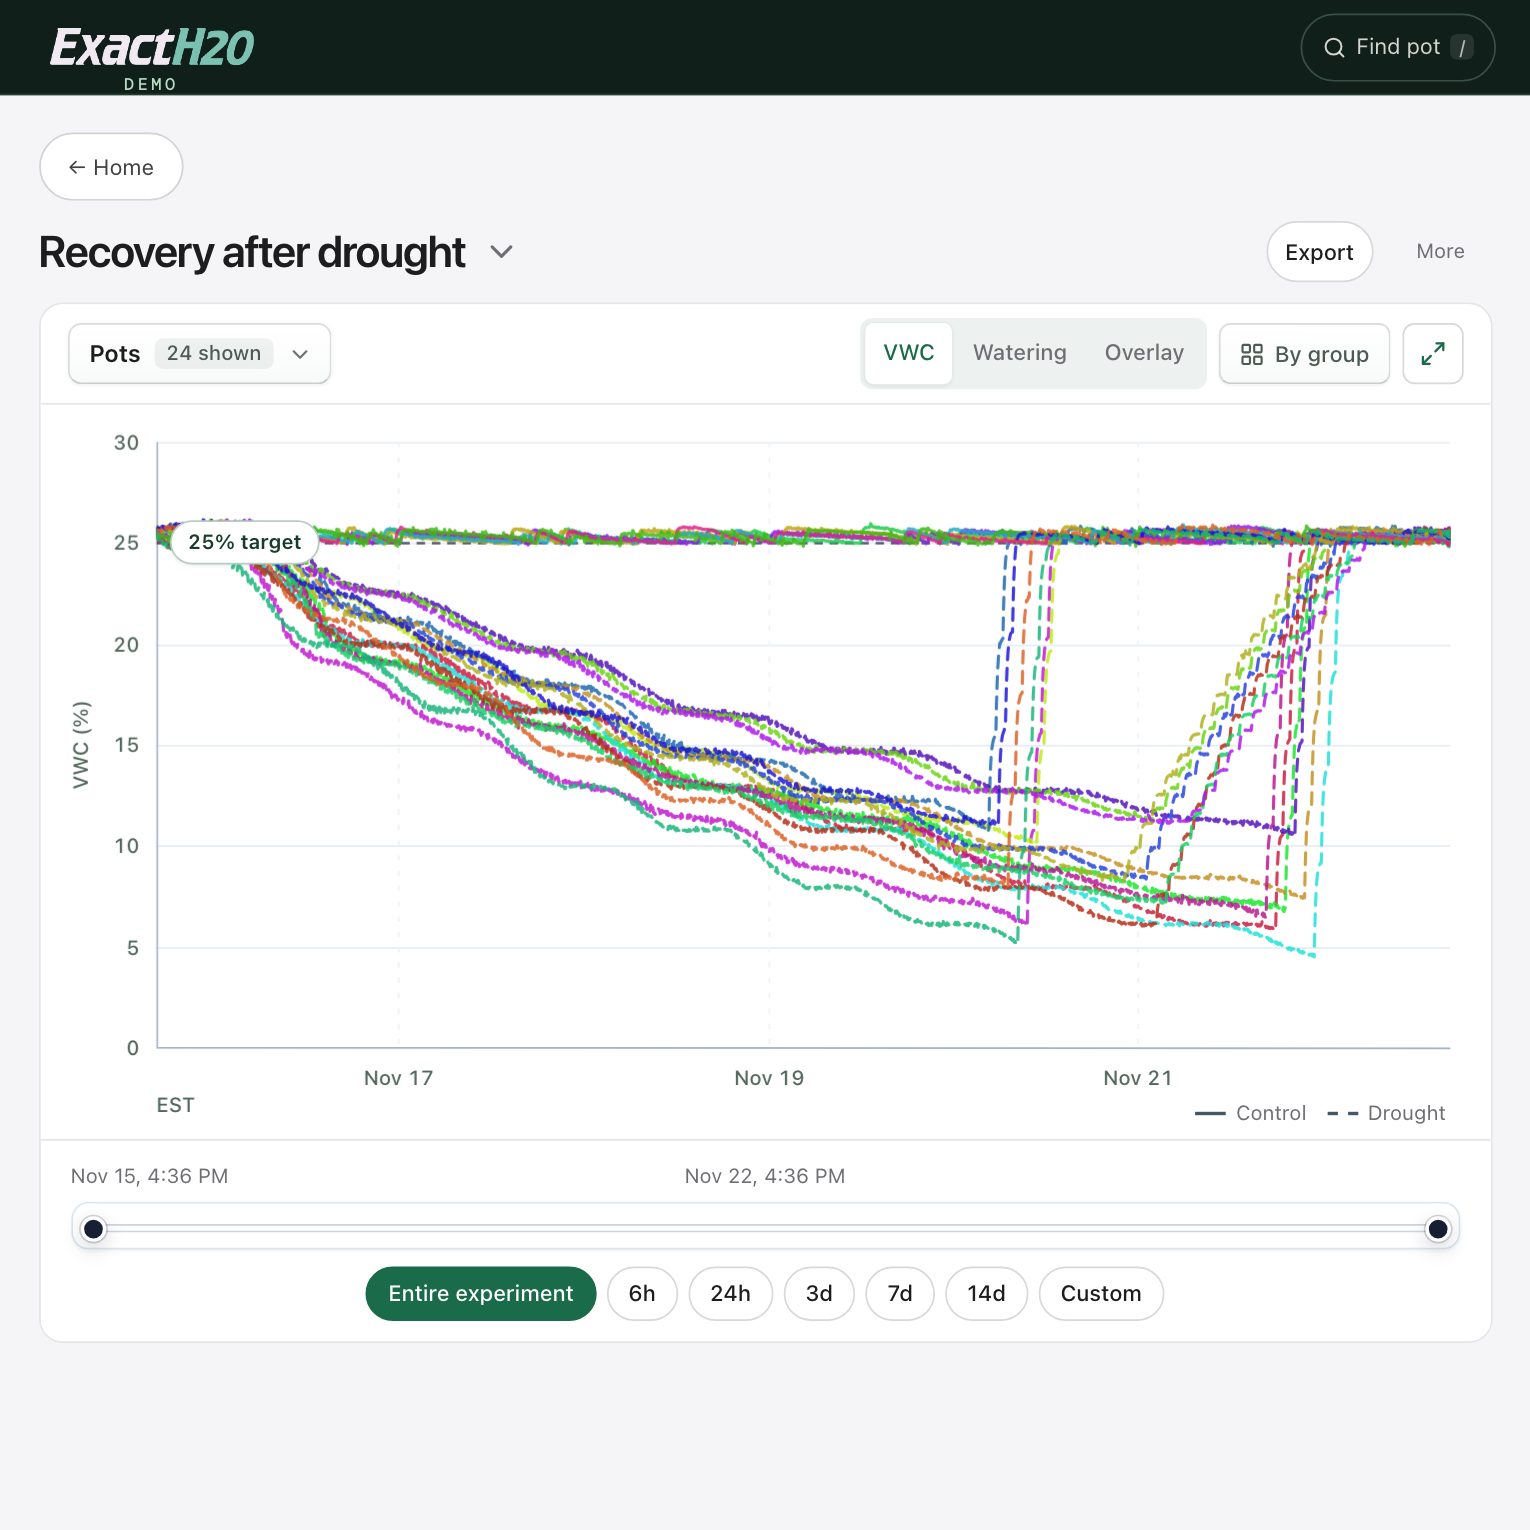 ExactH20
DEMO
Find pot /
← Home
Recovery after drought
Export
More
Pots 24 shown
VWC Watering Overlay
By group
30
25
20
15
10
5
0
VWC (%)
25% target
Nov 17 Nov 19 Nov 21
EST
Control Drought
Nov 15, 4:36 PM Nov 22, 4:36 PM
Entire experiment 6h 24h 3d 7d 14d Custom